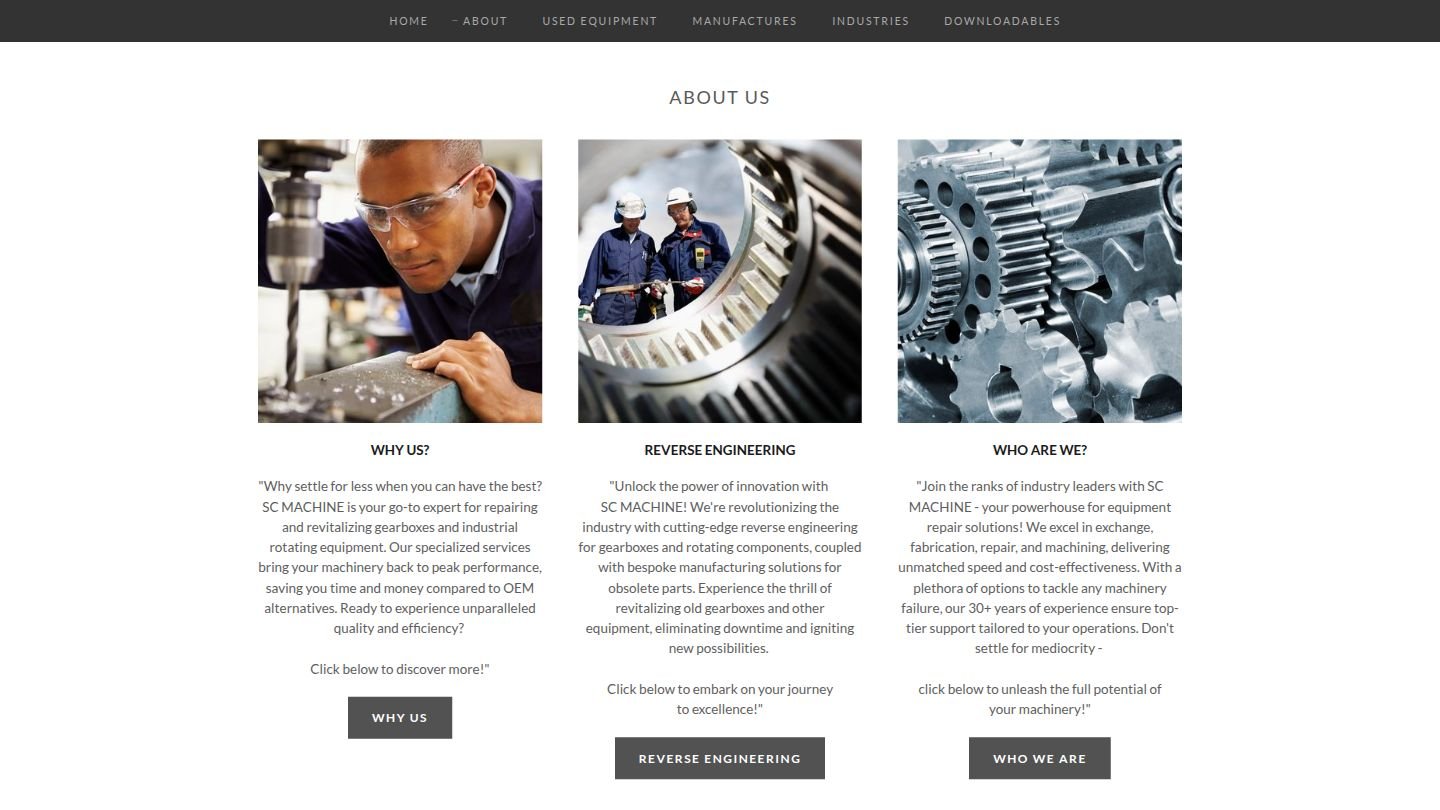 HOME
– ABOUT
USED EQUIPMENT
MANUFACTURES
INDUSTRIES
DOWNLOADABLES
ABOUT US
WHY US?
"Why settle for less when you can have the best?
SC MACHINE is your go-to expert for repairing
and revitalizing gearboxes and industrial
rotating equipment. Our specialized services
bring your machinery back to peak performance,
saving you time and money compared to OEM
alternatives. Ready to experience unparalleled
quality and efficiency?
Click below to discover more!"
WHY US
REVERSE ENGINEERING
"Unlock the power of innovation with
SC MACHINE! We're revolutionizing the
industry with cutting-edge reverse engineering
for gearboxes and rotating components, coupled
with bespoke manufacturing solutions for
obsolete parts. Experience the thrill of
revitalizing old gearboxes and other
equipment, eliminating downtime and igniting
new possibilities.
Click below to embark on your journey
to excellence!"
REVERSE ENGINEERING
WHO ARE WE?
"Join the ranks of industry leaders with SC
MACHINE - your powerhouse for equipment
repair solutions! We excel in exchange,
fabrication, repair, and machining, delivering
unmatched speed and cost-effectiveness. With a
plethora of options to tackle any machinery
failure, our 30+ years of experience ensure top-
tier support tailored to your operations. Don't
settle for mediocrity -
click below to unleash the full potential of
your machinery!"
WHO WE ARE